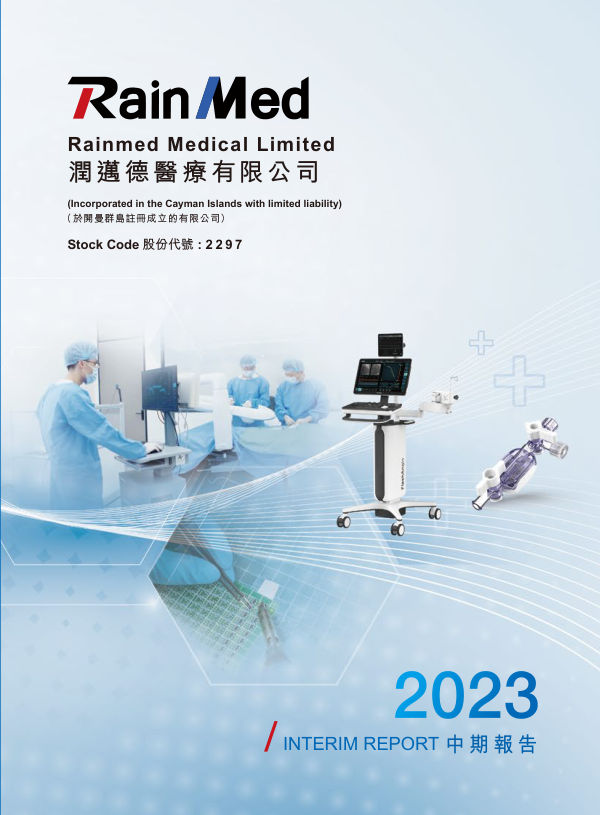 RainMed
Rainmed Medical Limited
潤邁德醫療有限公司
(Incorporated in the Cayman Islands with limited liability)
(於開曼群島註冊成立的有限公司)
Stock Code 股份代號 : 2297
FlashAngio
2023
INTERIM REPORT 中期報告